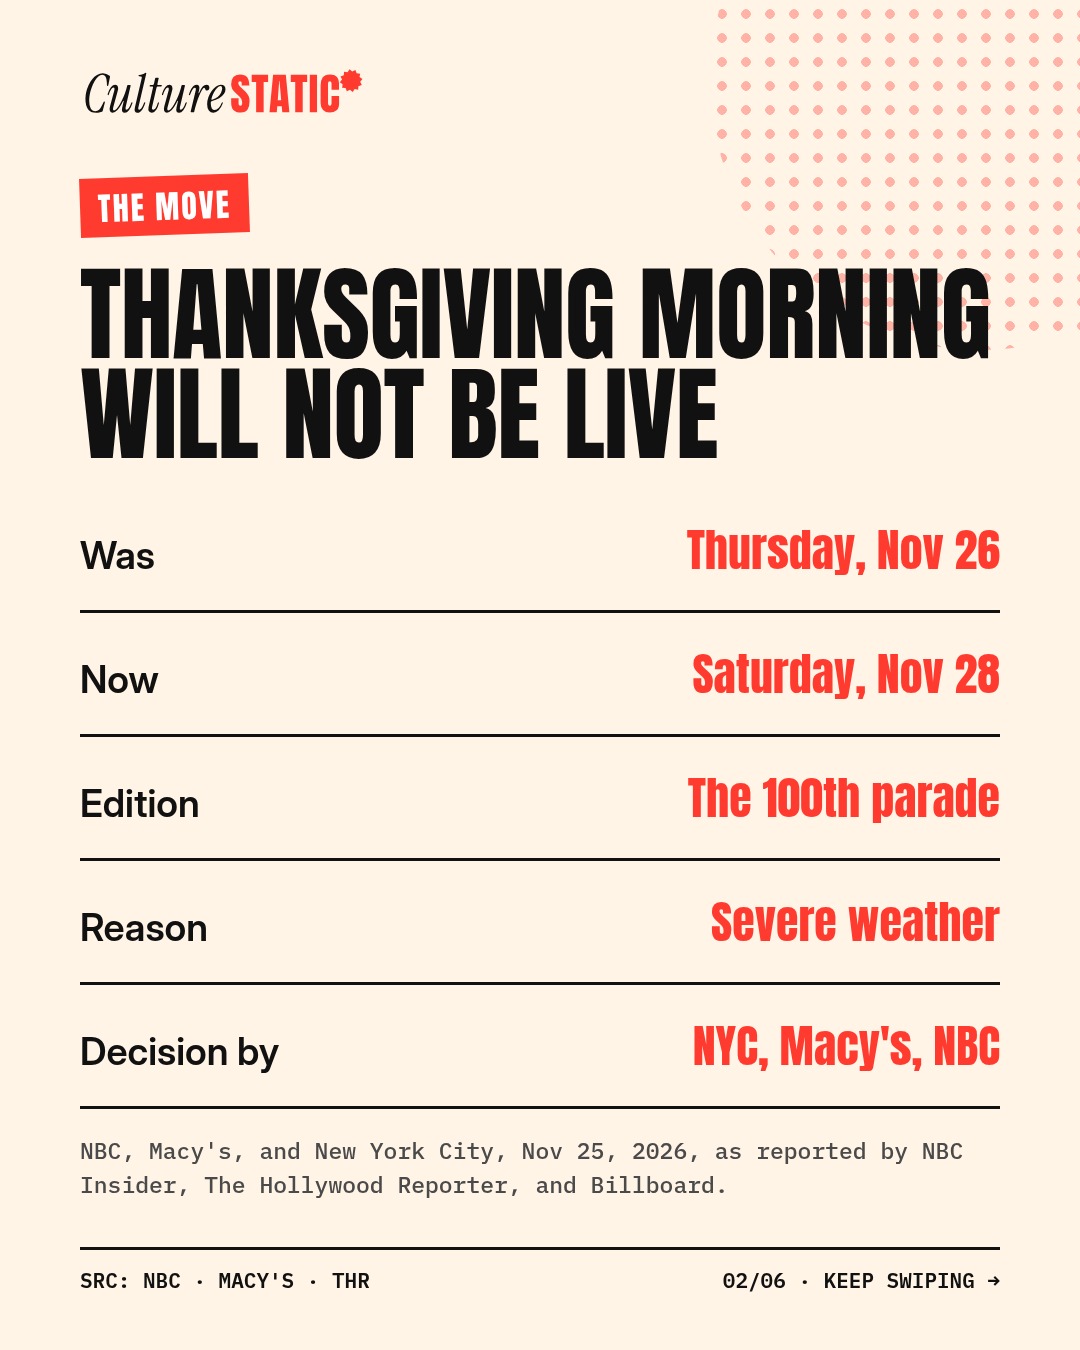 Culture STATIC
THE MOVE
THANKSGIVING MORNING
WILL NOT BE LIVE
Was Thursday, Nov 26
Now Saturday, Nov 28
Edition The 100th parade
Reason Severe weather
Decision by NYC, Macy's, NBC
NBC, Macy's, and New York City, Nov 25, 2026, as reported by NBC
Insider, The Hollywood Reporter, and Billboard.
SRC: NBC · MACY'S · THR 02/06 · KEEP SWIPING →